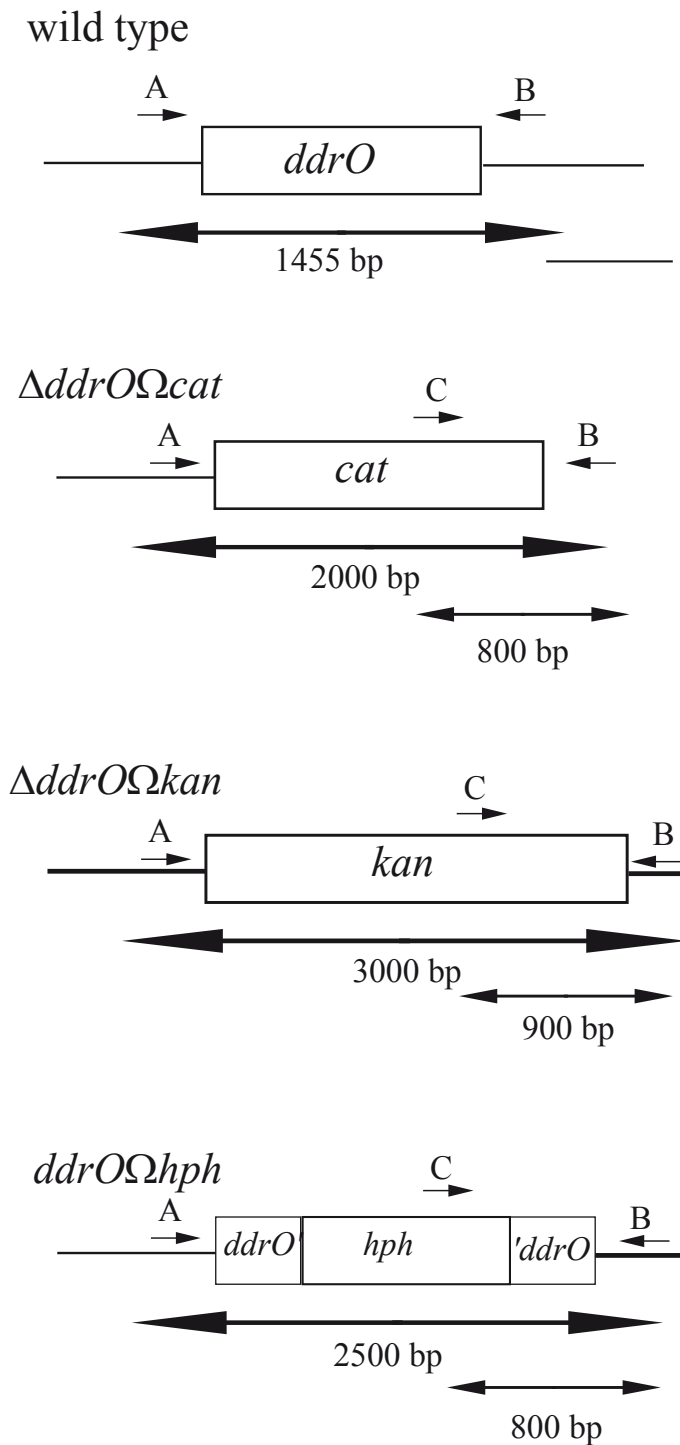 wild type
A
B
ddrO
1455 bp
ΔddrOΩcat
C
A
B
cat
2000 bp
800 bp
ΔddrOΩkan
C
A
B
kan
3000 bp
900 bp
ddrOΩhph
C
A
B
ddrO' hph 'ddrO
2500 bp
800 bp